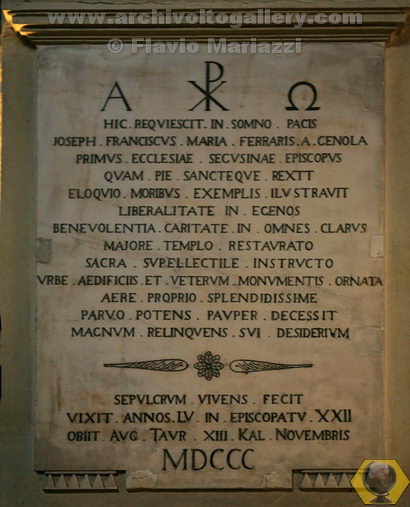 www.archivoltogallery.com
© Flavio Mariazzi
Α ☧ Ω
HIC . REQVIESCIT . IN . SOMNO . PACIS
JOSEPH . FRANCISCVS . MARIA . FERRARIS . A . CENOLA
PRIMVS . ECCLESIAE . SECVSINAE . EPISCOPVS
QVAM . PIE . SANCTEQVE . REXTT
ELOQVIO . MORIBVS . EXEMPLIS . ILVSTRAVIT
LIBERALITATE . IN . EGENOS
BENEVOLENTIA . CARITATE . IN . OMNES . CLARVS
MAJORE . TEMPLO . RESTAVRATO
SACRA . SVPELLECTILE . INSTRVCTO
VRBE . AEDIFICIIS . ET . VETERVM . MONVMENTIS . ORNATA
AERE . PROPRIO . SPLENDIDISSIME
PARVO . POTENS . PAVPER . DECESSIT
MAGNVM . RELINQVENS . SVI . DESIDERIVM
SEPVLCRVM . VIVENS . FECIT
VIXIT . ANNOS . LV . IN . EPISCOPATV . XXII
OBIIT . AVG . TAVR . XIII . KAL . NOVEMBRIS
MDCCC